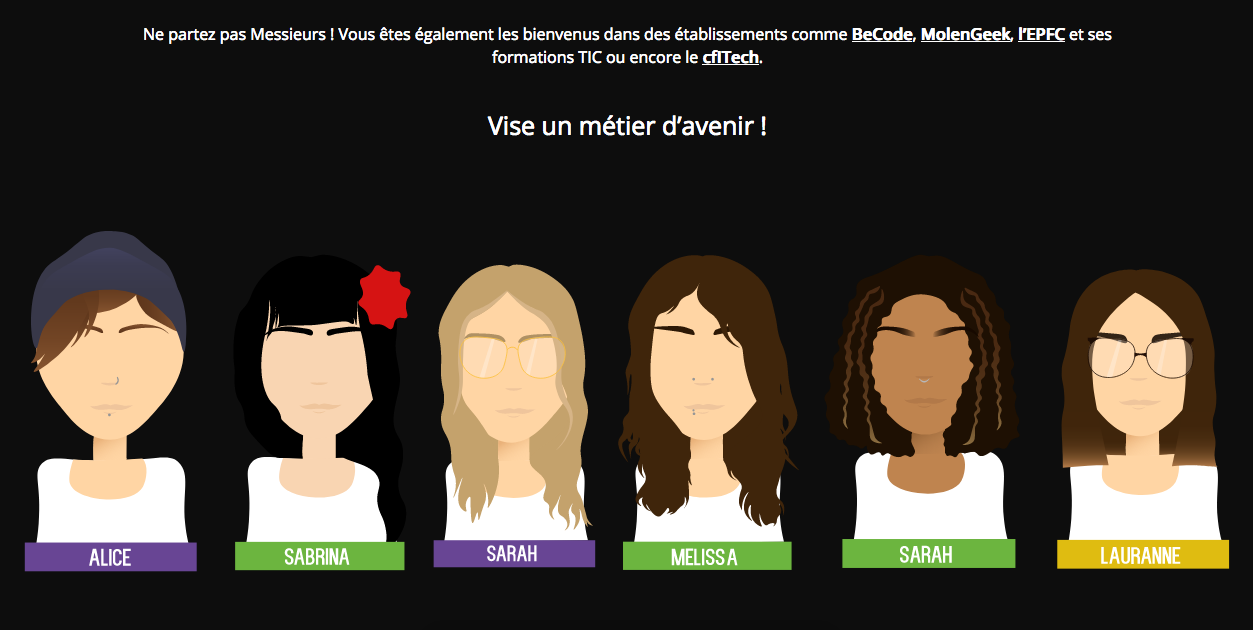 Ne partez pas Messieurs ! Vous êtes également les bienvenus dans des établissements comme BeCode, MolenGeek, l’EPFC et ses
formations TIC ou encore le cfITech.
Vise un métier d’avenir !
ALICE
SABRINA
SARAH
MELISSA
SARAH
LAURANNE